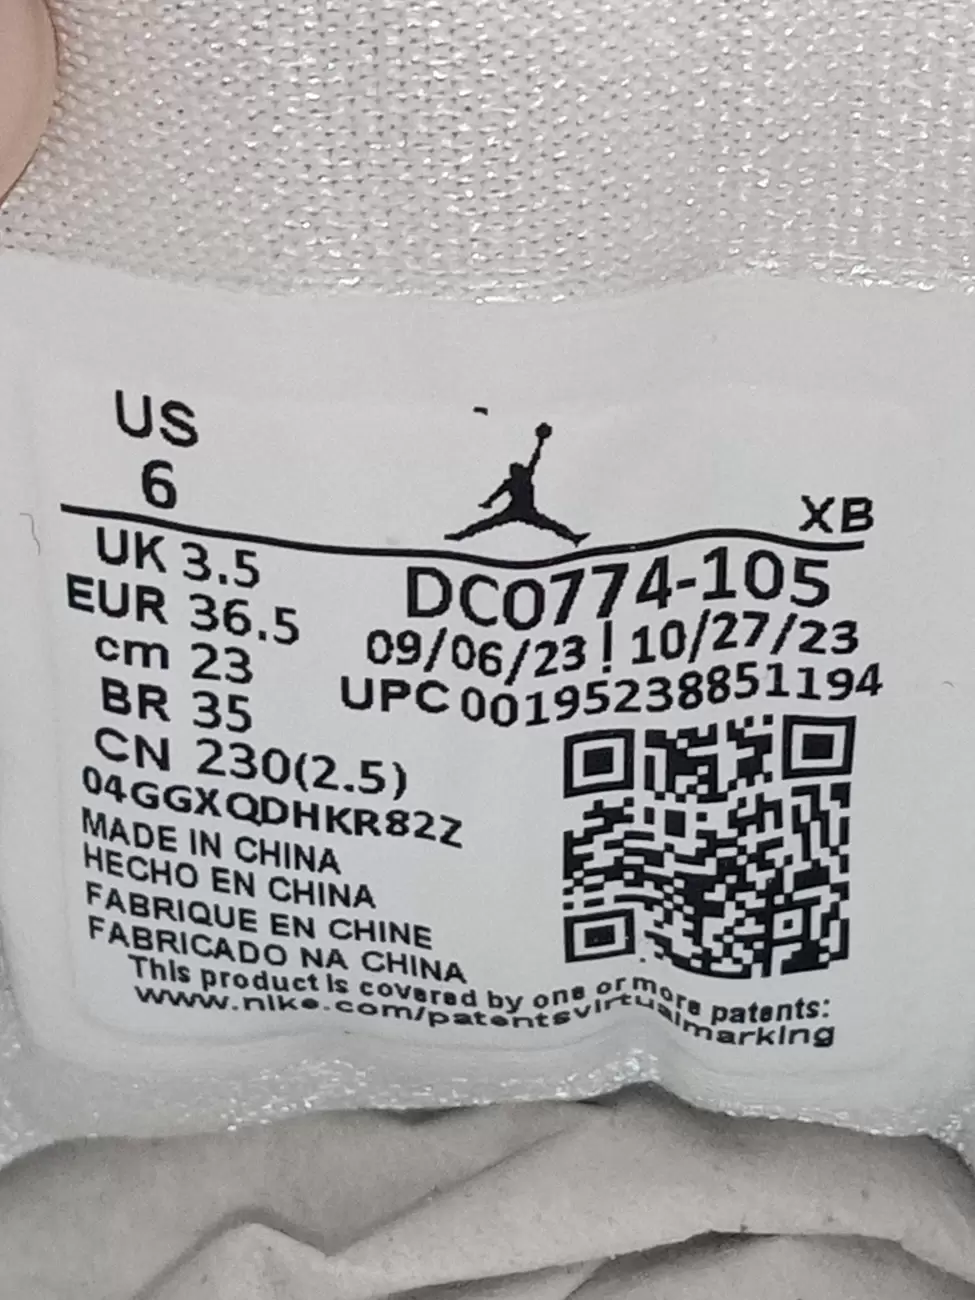 US
6
XB
UK 3.5
EUR 36.5
cm 23
BR 35
CN 230(2.5)
DC0774-105
09/06/23 ! 10/27/23
UPC 00195238851194
04GGXQDHKR82Z
MADE IN CHINA
HECHO EN CHINA
FABRIQUE EN CHINE
FABRICADO NA CHINA
This product is covered by one or more patents:
www.nike.com/patentsvirtualmarking